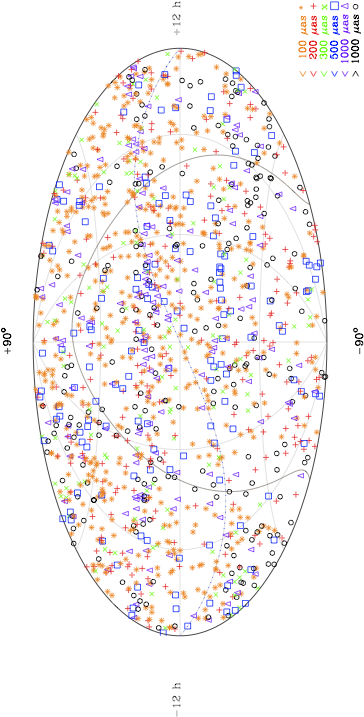 +12 h
< 100 μas *
< 200 μas +
< 300 μas ×
< 500 μas □
< 1000 μas △
> 1000 μas ○
+90°
−90°
−12 h